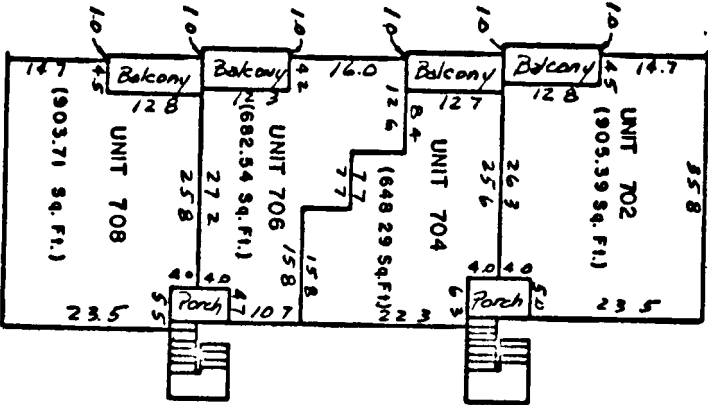 1.0
1.0
1.0
1.0
1.0
1.0
14.7
4.5
Balcony
Balcony
4.2
16.0
Balcony
Balcony
4.5
14.7
12 8
12 3
12 6
8 4
12 7
12 8
UNIT 708
(903.71 Sq. Ft.)
25 8
27 2
UNIT 706
(682.54 Sq. Ft.)
7 7
7 7
15 8
15 8
UNIT 704
(648 29 Sq. Ft.)
25 6
26 3
UNIT 702
(905.39 Sq. Ft.)
35 8
4.0
4.0
Porch
5 5
4 7
23.5
10 7
22 3
4.0
4.0
Porch
6 3
5.0
23 5